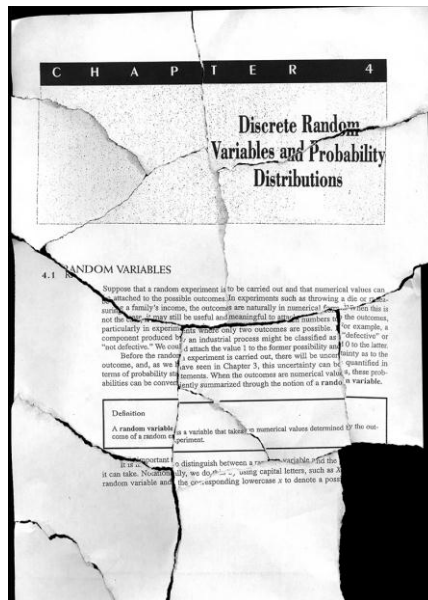 CHAPTER 4
Discrete Random
Variables and Probability
Distributions
4.1 RANDOM VARIABLES
Suppose that a random experiment is to be carried out and that numerical values can
be attached to the possible outcomes. In experiments such as throwing a die or
a family's income, the outcomes are naturally in numerical form. When this is
not the case, it may still be useful and meaningful to attach numbers to the outcomes,
particularly in experiments where only two outcomes are possible. For example, a
component produced by an industrial process might be classified as "defective" or
"not defective." We could attach the value 1 to the former possibility and 0 to the latter.
Before the random experiment is carried out, there will be uncertainty as to the
outcome, and, as we have seen in Chapter 3, this uncertainty can be quantified in
terms of probability statements. When the outcomes are numerical values, these prob-
abilities can be conveniently summarized through the notion of a random variable.
Definition
A random variable is a variable that takes on numerical values determined by the out-
come of a random experiment.
It is important to distinguish between a random variable and the
it can take. Notationally, we do this by using capital letters, such as X
random variable and the corresponding lowercase x to denote a poss